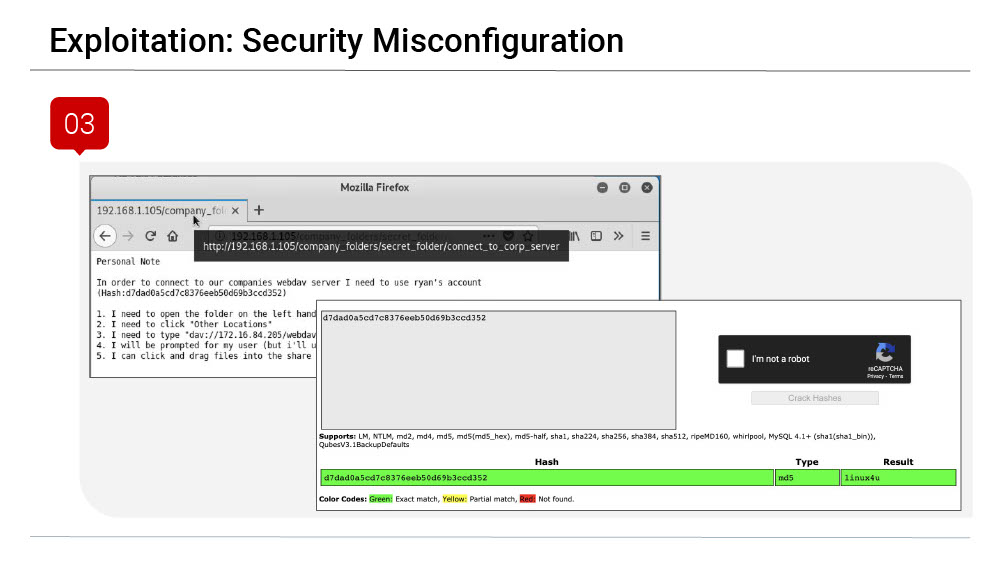 Exploitation: Security Misconfiguration
03
Mozilla Firefox
192.168.1.105/company_fol
http://192.168.1.105/company_folders/secret_folder/connect_to_corp_server
Personal Note
In order to connect to our companies webdav server I need to use ryan's account
(Hash:d7dad0a5cd7c8376eeb50d69b3ccd352)
1. I need to open the folder on the left hand
2. I need to click "Other Locations"
3. I need to type "dav://172.16.84.205/webdav
4. I will be prompted for my user (but i'll u
5. I can click and drag files into the share
d7dad0a5cd7c8376eeb50d69b3ccd352
I'm not a robot
reCAPTCHA
Privacy - Terms
Crack Hashes
Supports: LM, NTLM, md2, md4, md5, md5(md5_hex), md5-half, sha1, sha224, sha256, sha384, sha512, ripeMD160, whirlpool, MySQL 4.1+ (sha1(sha1_bin)),
QubesV3.1BackupDefaults
Hash Type Result
d7dad0a5cd7c8376eeb50d69b3ccd352 md5 linux4u
Color Codes: Green: Exact match, Yellow: Partial match, Red: Not found.